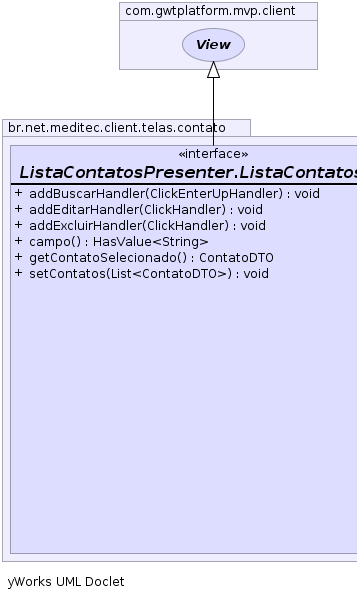 com.gwtplatform.mvp.client
View
br.net.meditec.client.telas.contato
«interface»
ListaContatosPresenter.ListaContatos
+ addBuscarHandler(ClickEnterUpHandler) : void
+ addEditarHandler(ClickHandler) : void
+ addExcluirHandler(ClickHandler) : void
+ campo() : HasValue<String>
+ getContatoSelecionado() : ContatoDTO
+ setContatos(List<ContatoDTO>) : void
yWorks UML Doclet